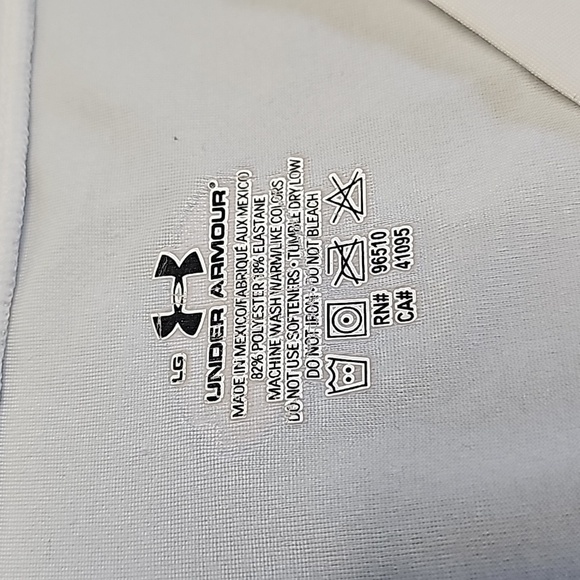 LG
UNDER ARMOUR®
MADE IN MEXICO/FABRIQUÉ AUX MEXICO
82% POLYESTER 18% ELASTANE
MACHINE WASH WARM/LIKE COLORS
DO NOT USE SOFTENERS • TUMBLE DRY LOW
DO NOT IRON • DO NOT BLEACH
RN# 96510
CA# 41095